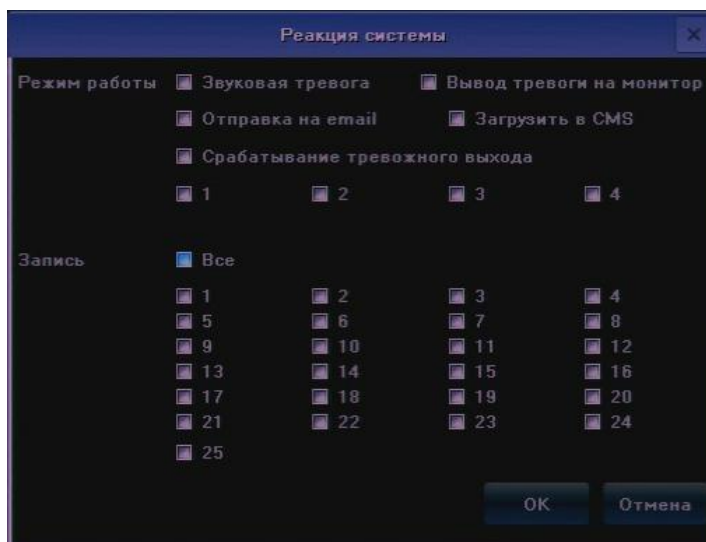 Реакция системы
Режим работы Звуковая тревога Вывод тревоги на монитор
Отправка на email Загрузить в CMS
Срабатывание тревожного выхода
1 2 3 4
Запись Все
1 2 3 4
5 6 7 8
9 10 11 12
13 14 15 16
17 18 19 20
21 22 23 24
25
OK Отмена